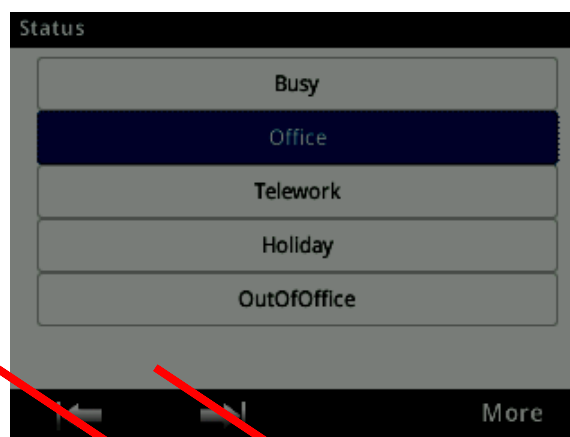 Status
Busy
Office
Telework
Holiday
OutOfOffice
More